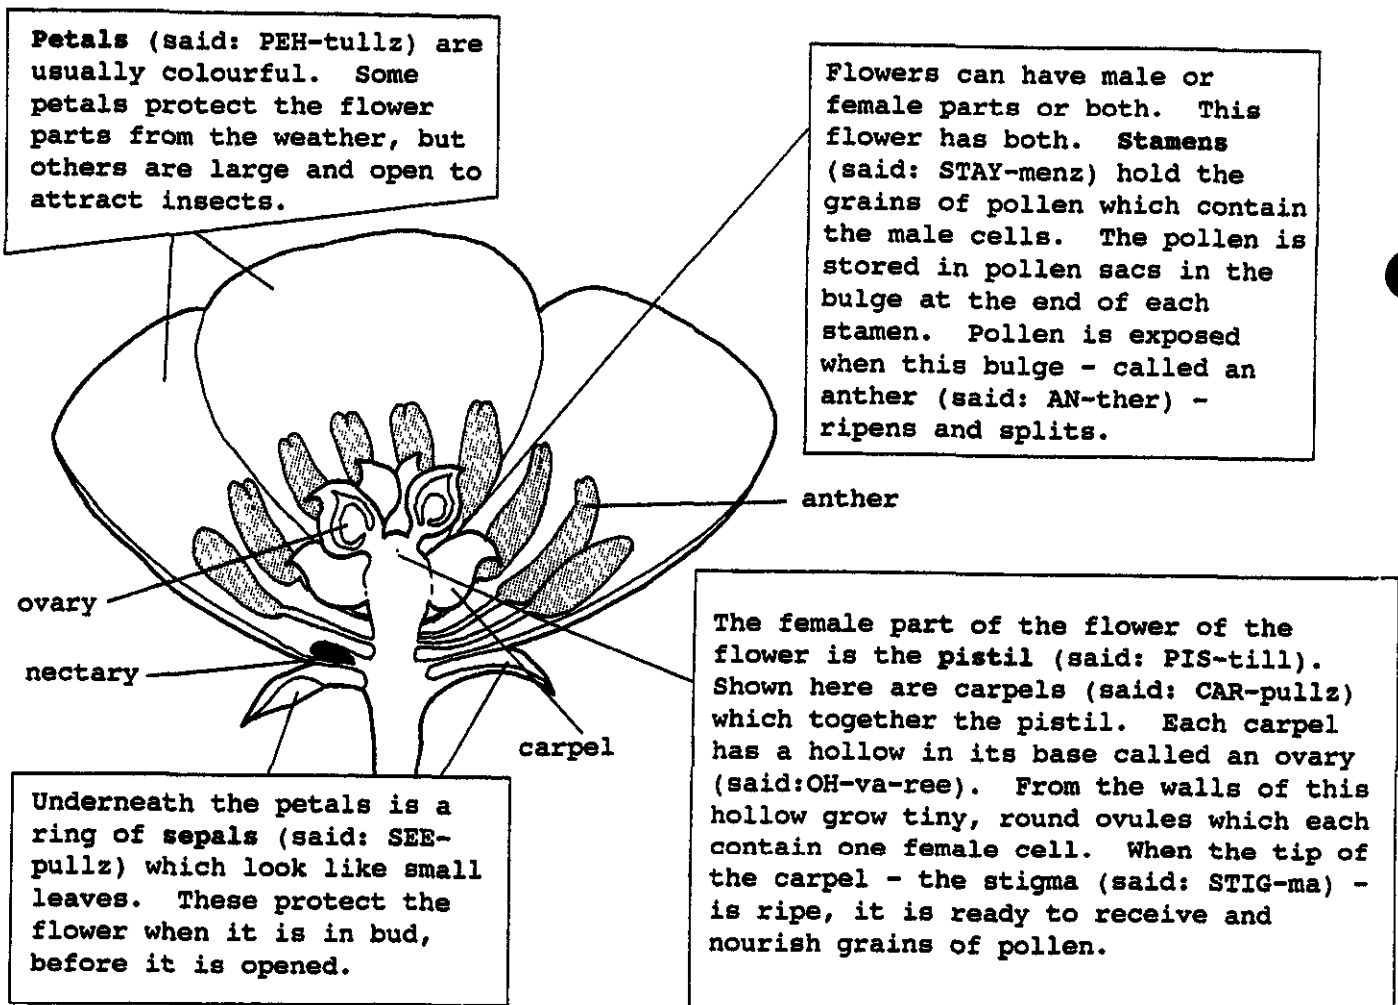 Petals (said: PEH-tullz) are
usually colourful. Some
petals protect the flower
parts from the weather, but
others are large and open to
attract insects.
Flowers can have male or
female parts or both. This
flower has both. Stamens
(said: STAY-menz) hold the
grains of pollen which contain
the male cells. The pollen is
stored in pollen sacs in the
bulge at the end of each
stamen. Pollen is exposed
when this bulge - called an
anther (said: AN-ther) -
ripens and splits.
anther
ovary
nectary
carpel
The female part of the flower of the
flower is the pistil (said: PIS-till).
Shown here are carpels (said: CAR-pullz)
which together the pistil. Each carpel
has a hollow in its base called an ovary
(said:OH-va-ree). From the walls of this
hollow grow tiny, round ovules which each
contain one female cell. When the tip of
the carpel - the stigma (said: STIG-ma) -
is ripe, it is ready to receive and
nourish grains of pollen.
Underneath the petals is a
ring of sepals (said: SEE-
pullz) which look like small
leaves. These protect the
flower when it is in bud,
before it is opened.